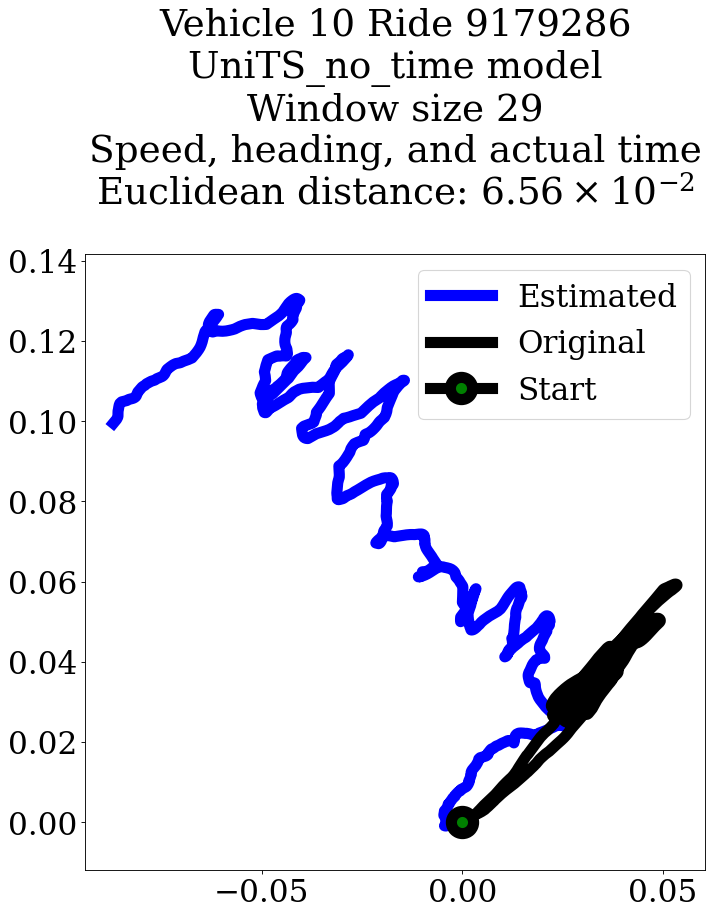 Vehicle 10 Ride 9179286
UniTS_no_time model
Window size 29
Speed, heading, and actual time
Euclidean distance: 6.56 × 10⁻²
0.14
0.12
0.10
0.08
0.06
0.04
0.02
0.00
Estimated
Original
Start
−0.05
0.00
0.05